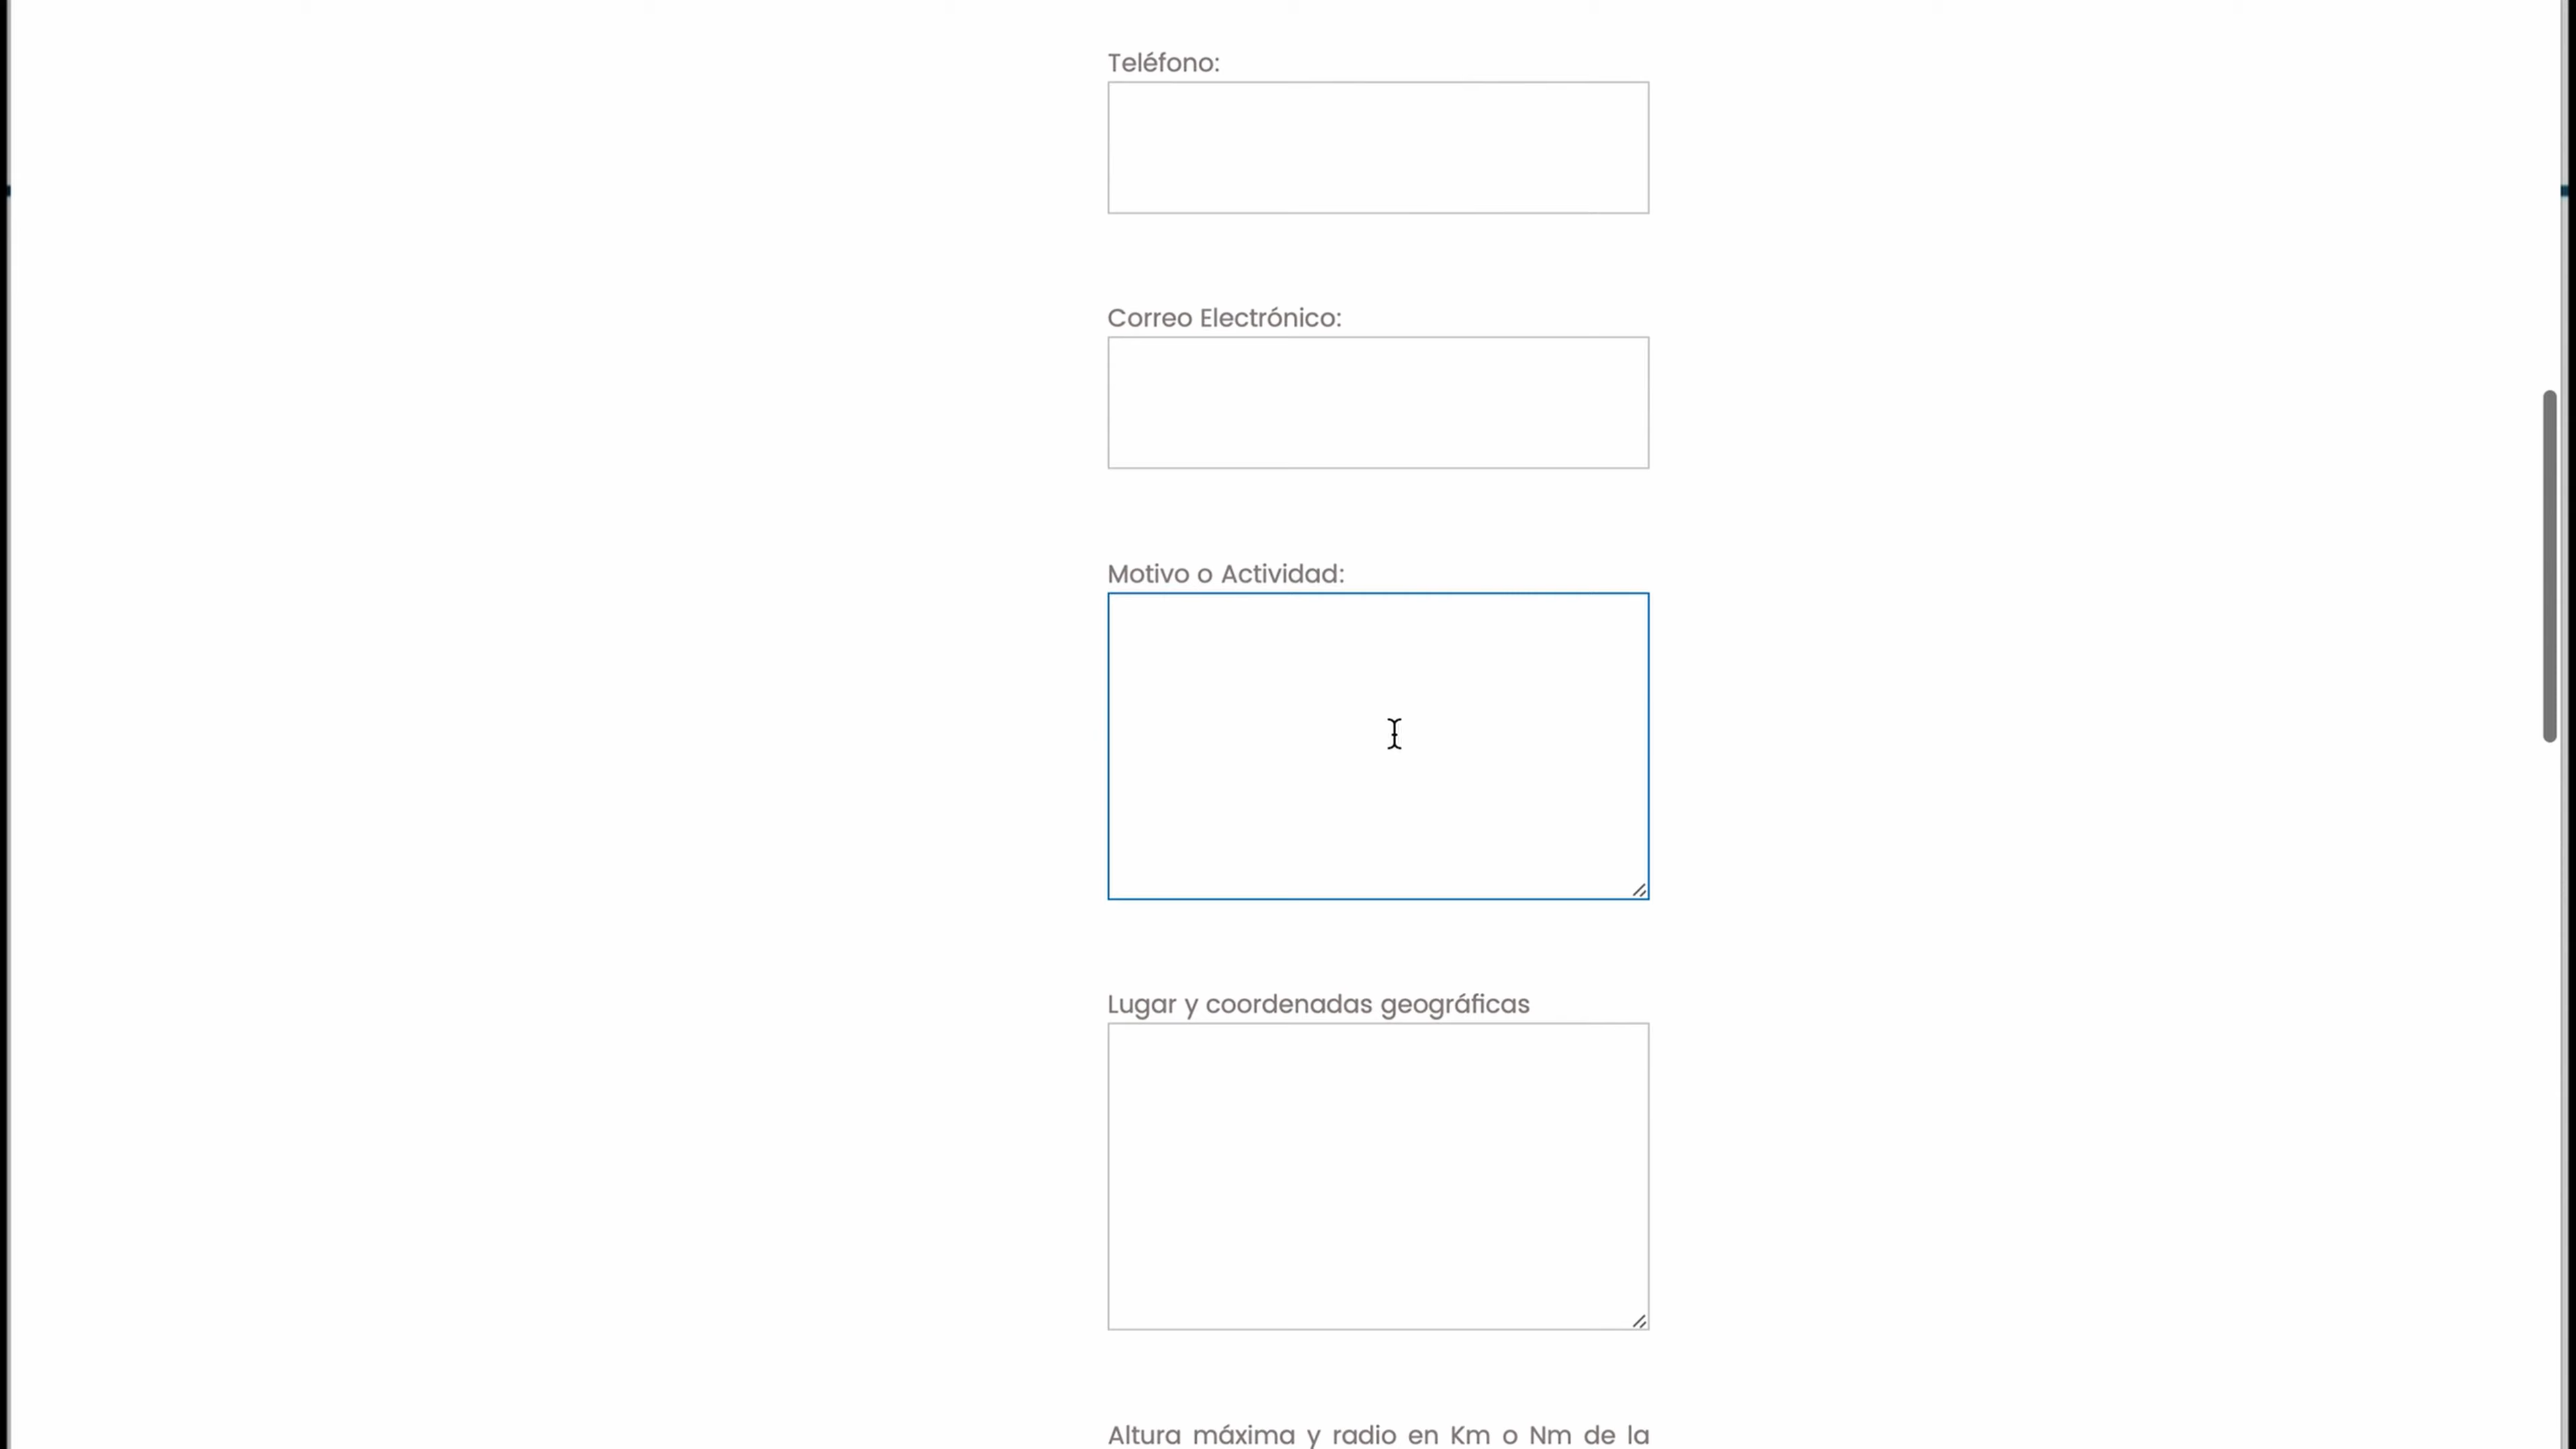 Teléfono:
Correo Electrónico:
Motivo o Actividad:
Lugar y coordenadas geográficas
Altura máxima y radio en Km o Nm de la